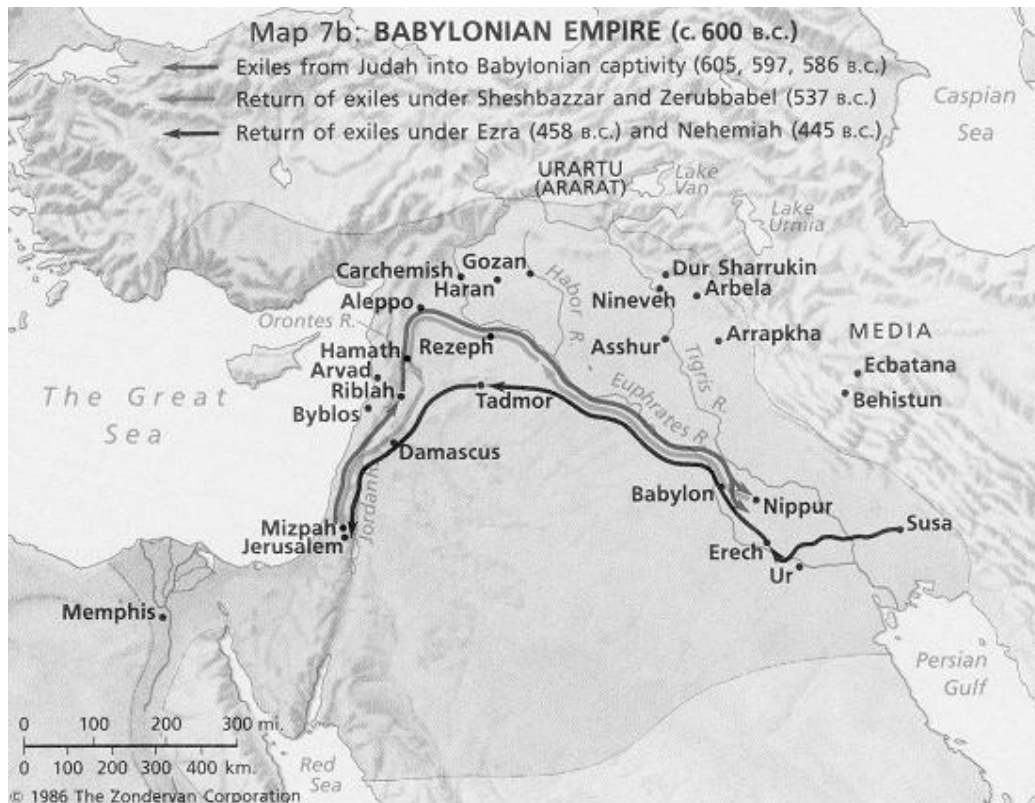 Map 7b: BABYLONIAN EMPIRE (c. 600 B.C.)
Exiles from Judah into Babylonian captivity (605, 597, 586 B.C.)
Return of exiles under Sheshbazzar and Zerubbabel (537 B.C.)
Return of exiles under Ezra (458 B.C.) and Nehemiah (445 B.C.)
Caspian
Sea
URARTU
(ARARAT)
Lake
Van
Lake
Urmia
Carchemish
Gozan
Haran
Habor R.
Dur Sharrukin
Nineveh
Arbela
Aleppo
Orontes R.
Hamath
Rezeph
Asshur
Arrapkha
MEDIA
Arvad
Riblah
Byblos
Tadmor
Euphrates R.
Tigris R.
Ecbatana
Behistun
The Great
Sea
Damascus
Jordan R.
Babylon
Nippur
Mizpah
Jerusalem
Erech
Ur
Susa
Memphis
Persian
Gulf
0 100 200 300 mi.
0 100 200 300 400 km.
Red
Sea
© 1986 The Zondervan Corporation